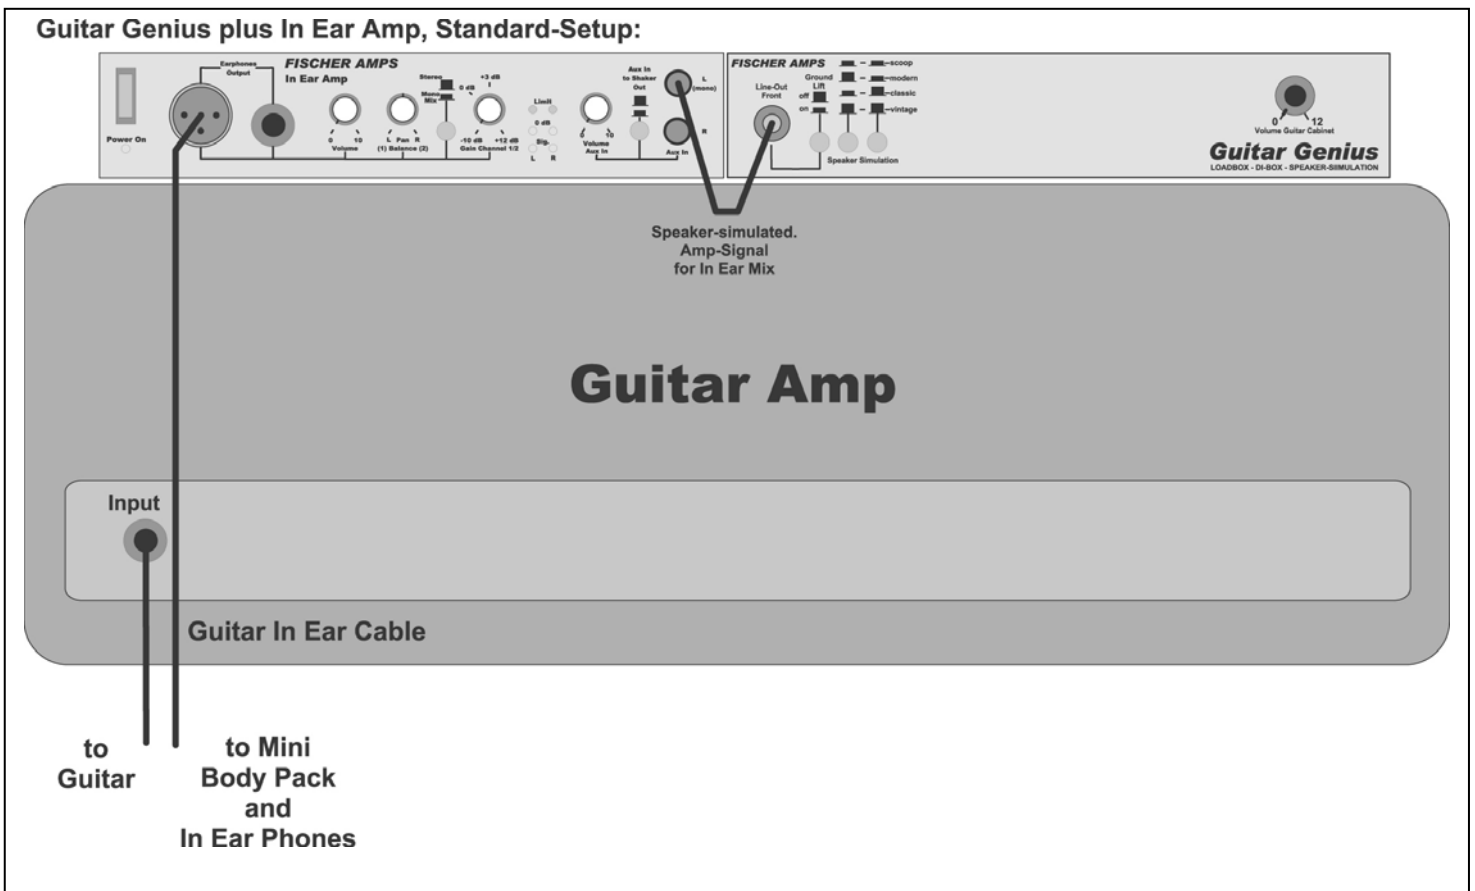 Guitar Genius plus In Ear Amp, Standard-Setup:
Power On
Earphones
Output
FISCHER AMPS
In Ear Amp
0 10
Volume
L Pan R
(1) Balance (2)
Stereo
Mono
Mix
+3 dB
0 dB
-10 dB +12 dB
Gain Channel 1/2
Limit
0 dB
Sig.
L R
0 10
Volume
Aux In
Aux In
to Shaker
Out
L
(mono)
R
Aux In
FISCHER AMPS
Line-Out
Front
Ground
Lift
off
on
scoop
modern
classic
vintage
Speaker Simulation
0 12
Volume Guitar Cabinet
Guitar Genius
LOADBOX - DI-BOX - SPEAKER-SIIMULATION
Speaker-simulated.
Amp-Signal
for In Ear Mix
Guitar Amp
Input
Guitar In Ear Cable
to
Guitar
to Mini
Body Pack
and
In Ear Phones